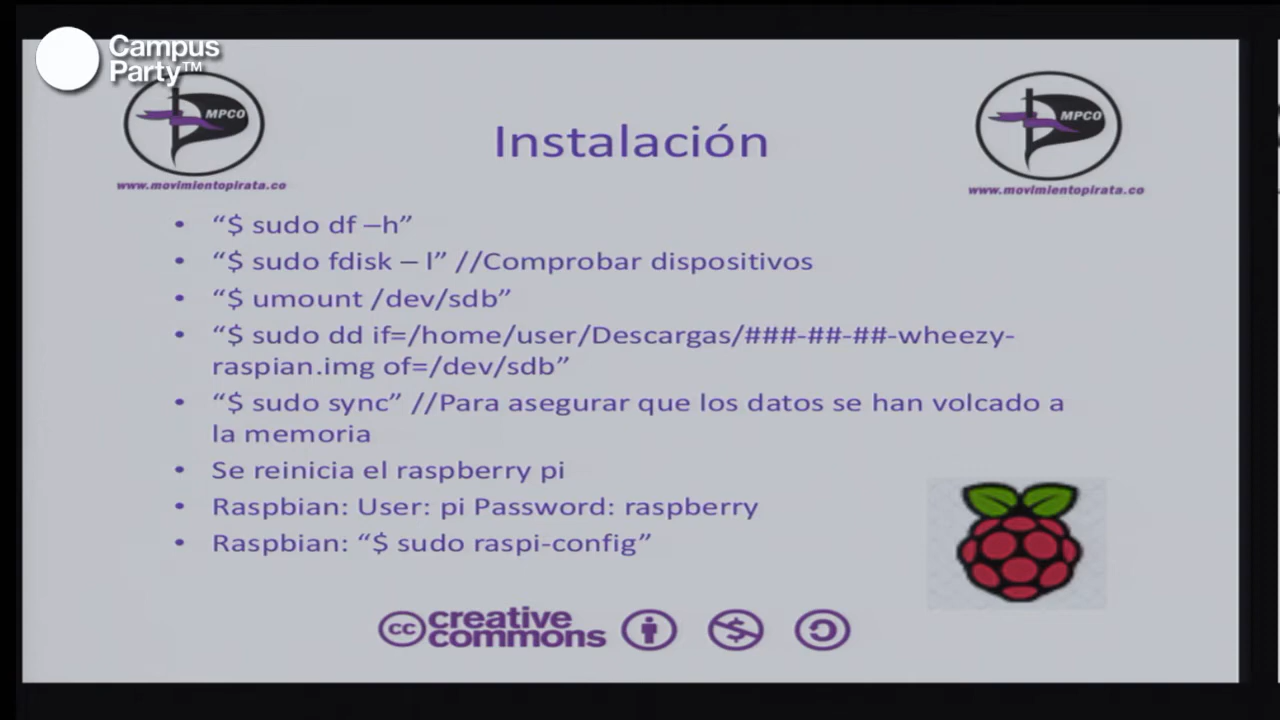 Campus
Party™
MPCO
www.movimientopirata.co
MPCO
www.movimientopirata.co
Instalación
• “$ sudo df –h”
• “$ sudo fdisk – l” //Comprobar dispositivos
• “$ umount /dev/sdb”
• “$ sudo dd if=/home/user/Descargas/###-##-##-wheezy-
raspian.img of=/dev/sdb”
• “$ sudo sync” //Para asegurar que los datos se han volcado a
la memoria
• Se reinicia el raspberry pi
• Raspbian: User: pi Password: raspberry
• Raspbian: “$ sudo raspi-config”
cc creative
commons